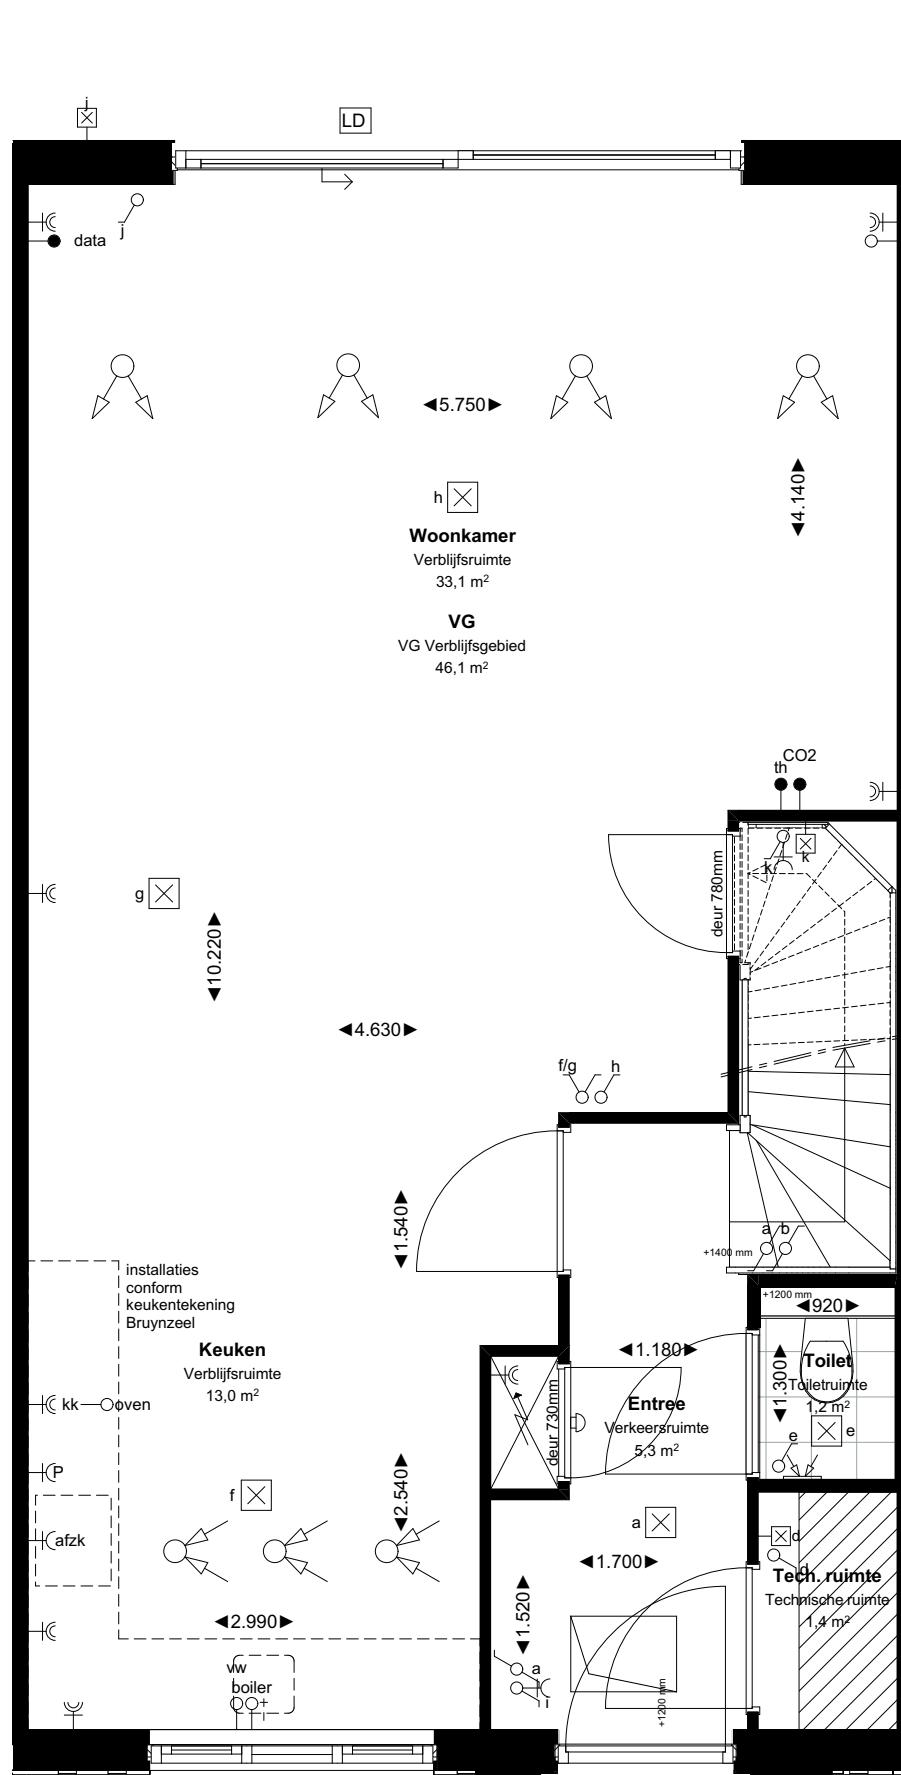 j
LD
j
data
5.750
4.140
h
Woonkamer
Verblijfsruimte
33,1 m²
VG
VG Verblijfsgebied
46,1 m²
CO2
th
k
k
deur 780mm
g
10.220
4.630
f/g
h
1.540
a
b
+1400 mm
installaties
conform
keukentekening
Bruynzeel
+1200 mm
920
Keuken
Verblijfsruimte
13,0 m²
1.180
1.300
Toilet
Toiletruimte
1,2 m²
e
e
kk
oven
deur 730mm
Entree
Verkeersruimte
5,3 m²
P
f
2.540
afzk
a
d
d
1.700
Tech. ruimte
Technische ruimte
1,4 m²
2.990
1.520
vw
boiler
+
a
i
+1200 mm